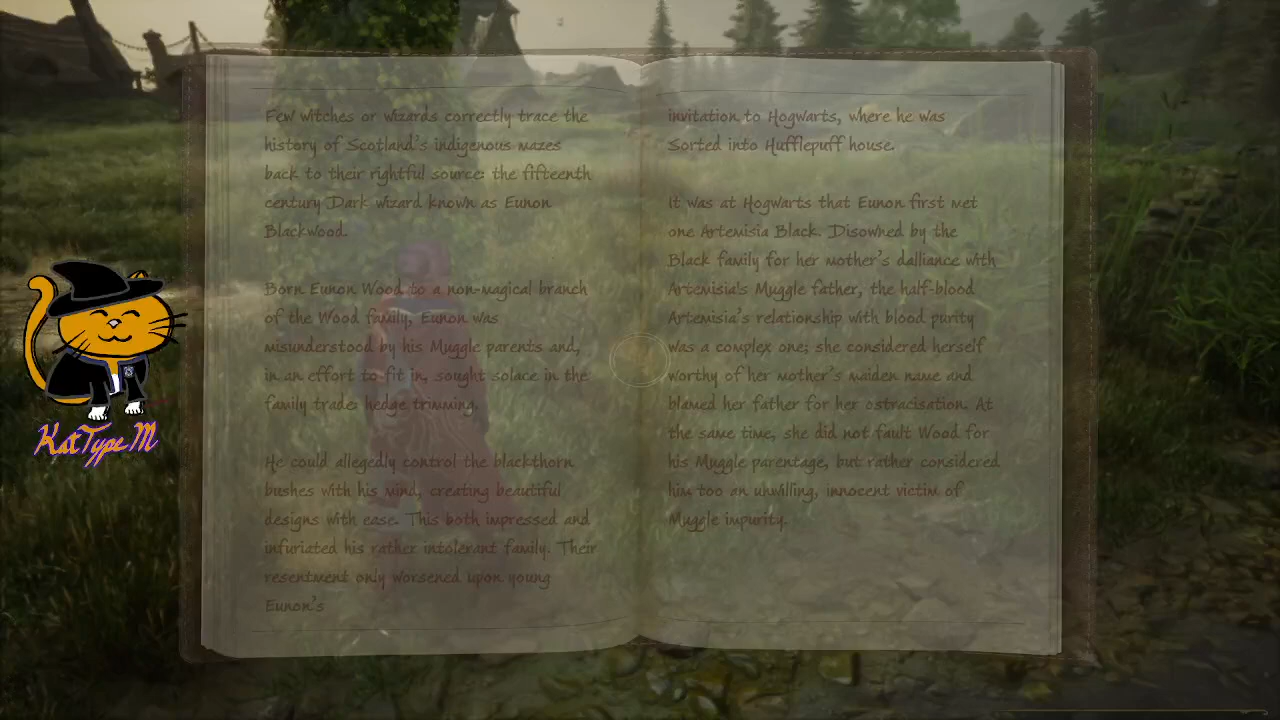 Few witches or wizards correctly trace the
history of Scotland's indigenous mazes
back to their rightful source: the fifteenth
century Dark wizard known as Eunon
Blackwood.
Born Eunon Wood to a non-magical branch
of the Wood family, Eunon was
misunderstood by his Muggle parents and,
in an effort to fit in, sought solace in the
family trade: hedge trimming.
He could allegedly control the blackthorn
bushes with his mind, creating beautiful
designs with ease. This both impressed and
infuriated his rather intolerant family. Their
resentment only worsened upon young
Eunon's
invitation to Hogwarts, where he was
Sorted into Hufflepuff house.
It was at Hogwarts that Eunon first met
one Artemisia Black. Disowned by the
Black family for her mother's dalliance with
Artemisia's Muggle father, the half-blood
Artemisia's relationship with blood purity
was a complex one; she considered herself
worthy of her mother's maiden name and
blamed her father for her ostracisation. At
the same time, she did not fault Wood for
his Muggle parentage, but rather considered
him too an unwilling, innocent victim of
Muggle impurity.
KatTypeM